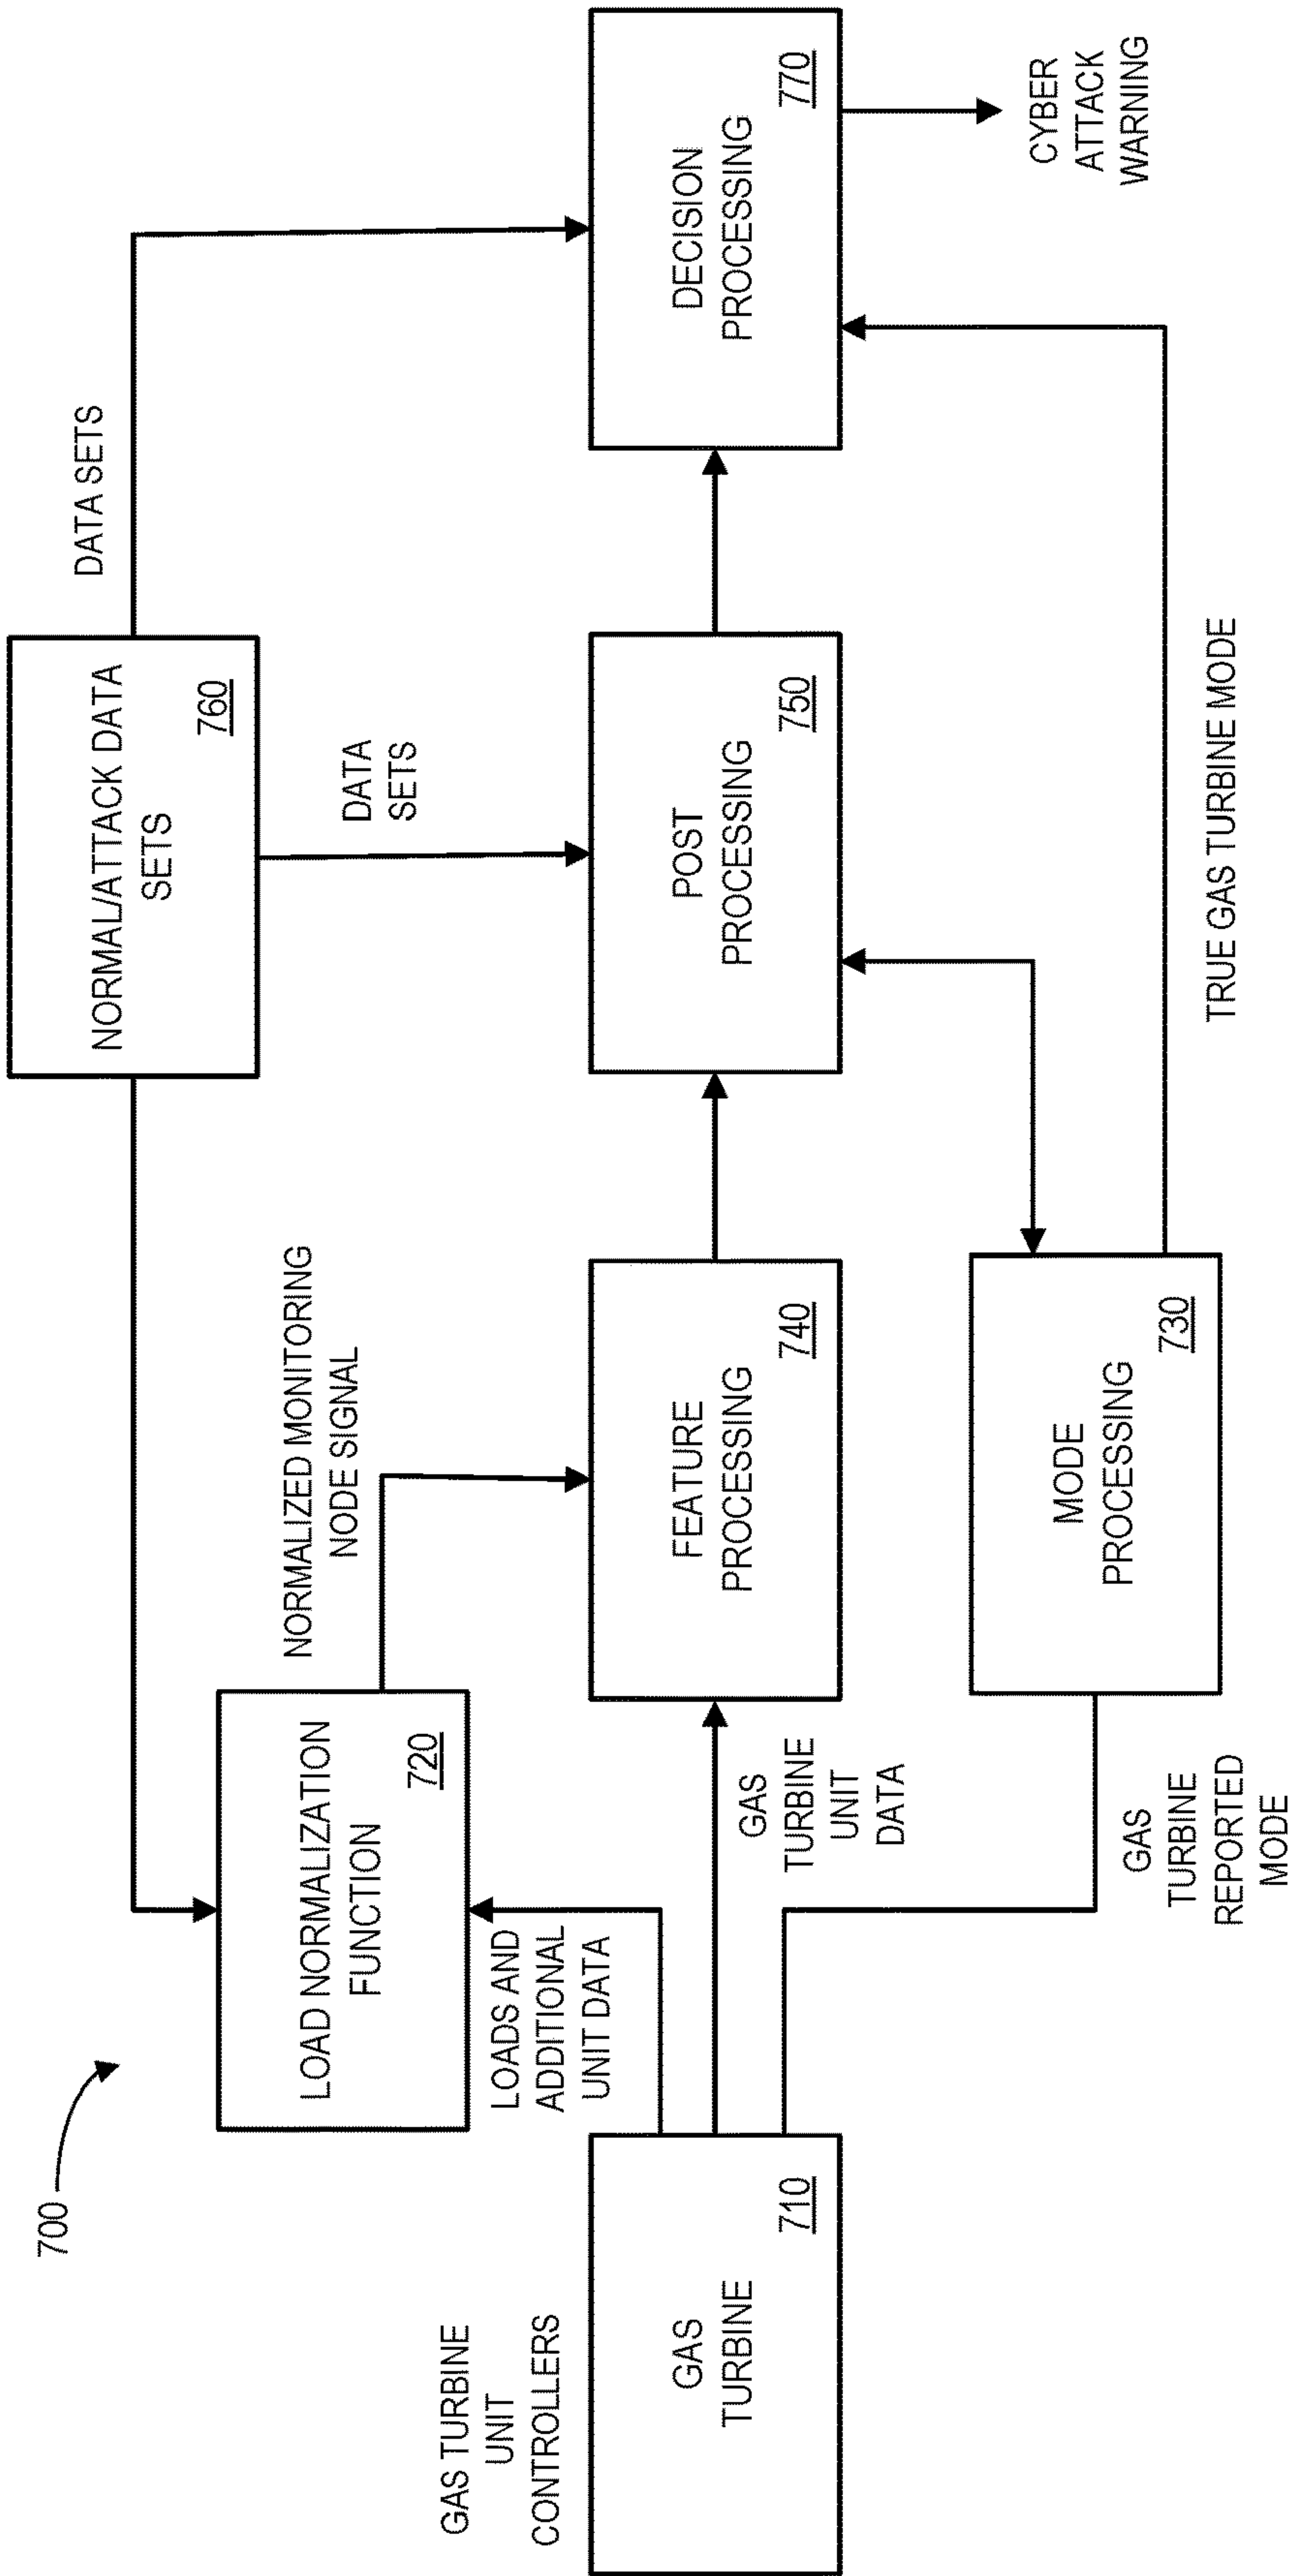 700
NORMAL/ATTACK DATA
SETS
760
DATA SETS
DATA
SETS
LOAD NORMALIZATION
FUNCTION
720
NORMALIZED MONITORING
NODE SIGNAL
LOADS AND
ADDITIONAL
UNIT DATA
GAS TURBINE
UNIT
CONTROLLERS
GAS
TURBINE
710
GAS
TURBINE
UNIT
DATA
FEATURE
PROCESSING
740
POST
PROCESSING
750
DECISION
PROCESSING
770
CYBER
ATTACK
WARNING
GAS
TURBINE
REPORTED
MODE
MODE
PROCESSING
730
TRUE GAS TURBINE MODE